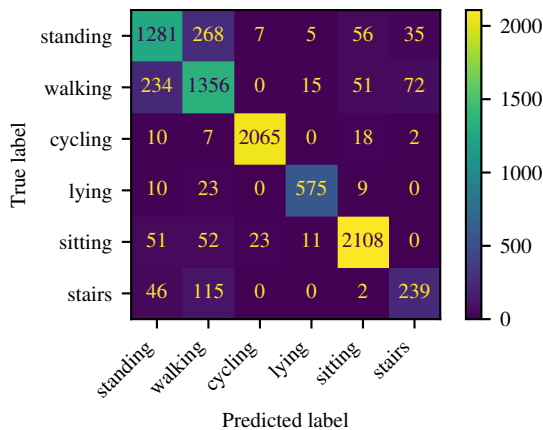 standing 1281 268 7 5 56 35
walking 234 1356 0 15 51 72
cycling 10 7 2065 0 18 2
lying 10 23 0 575 9 0
sitting 51 52 23 11 2108 0
stairs 46 115 0 0 2 239
standing walking cycling lying sitting stairs
Predicted label
True label
2000
1500
1000
500
0